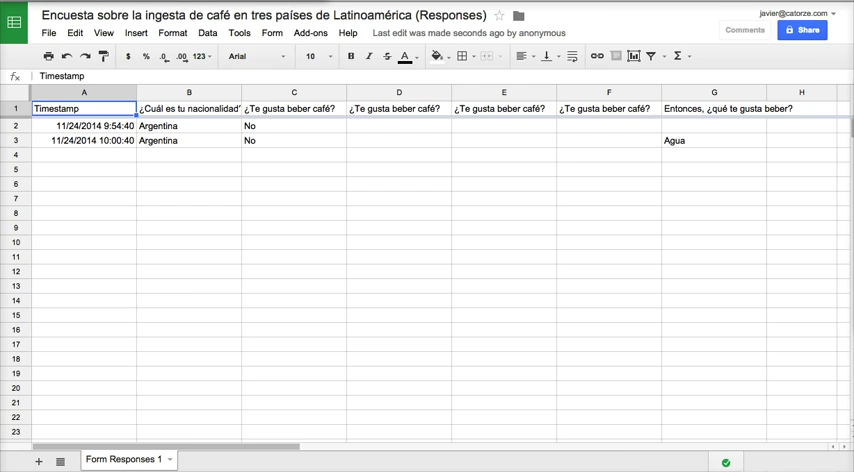 Encuesta sobre la ingesta de café en tres países de Latinoamérica (Responses)
javier@catorze.com
File Edit View Insert Format Data Tools Form Add-ons Help Last edit was made seconds ago by anonymous
Comments Share
$ % .0 .00 123 Arial 10 B I S A Σ
fx Timestamp
A B C D E F G H
1 Timestamp ¿Cuál es tu nacionalidad? ¿Te gusta beber café? ¿Te gusta beber café? ¿Te gusta beber café? ¿Te gusta beber café? Entonces, ¿qué te gusta beber?
2 11/24/2014 9:54:40 Argentina No
3 11/24/2014 10:00:40 Argentina No Agua
4
5
6
7
8
9
10
11
12
13
14
15
16
17
18
19
20
21
22
23
+ Form Responses 1